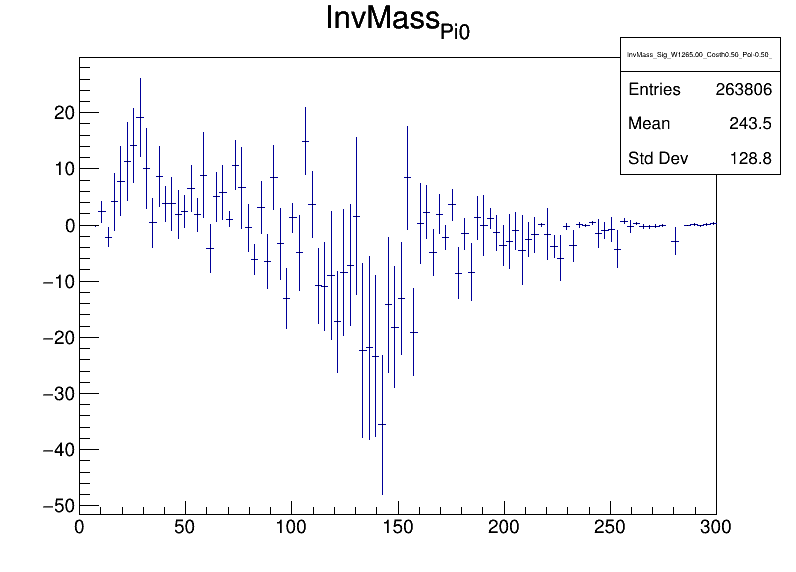 InvMass_Pi0
InvMass_Sig_W1265.00_Costh0.50_Pol-0.50_
Entries 263806
Mean 243.5
Std Dev 128.8
20
10
0
−10
−20
−30
−40
−50
0 50 100 150 200 250 300